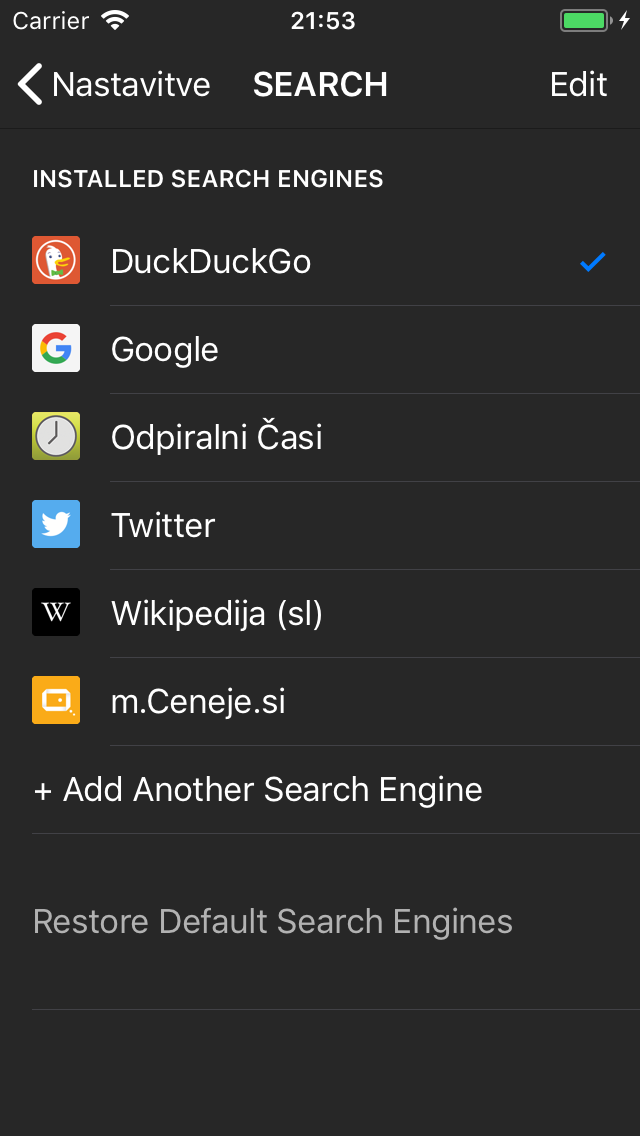 Carrier 21:53
Nastavitve SEARCH Edit
INSTALLED SEARCH ENGINES
DuckDuckGo
Google
Odpiralni Časi
Twitter
W Wikipedija (sl)
m.Ceneje.si
+ Add Another Search Engine
Restore Default Search Engines